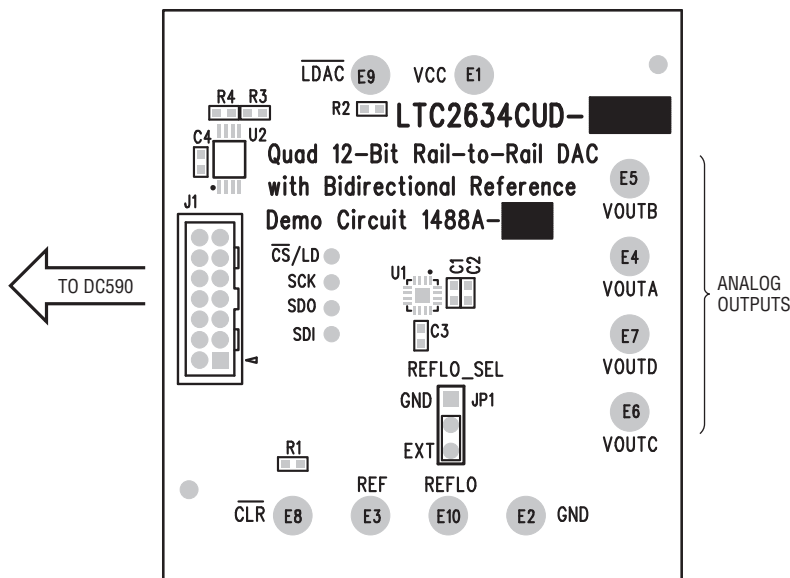 LDAC E9 VCC E1
R4 R3
R2 LTC2634CUD-
C4 U2
Quad 12-Bit Rail-to-Rail DAC
with Bidirectional Reference
Demo Circuit 1488A-
E5
VOUTB
J1
CS/LD
SCK
SDO
SDI
TO DC590
U1 C1 C2
C3
E4
VOUTA
ANALOG
OUTPUTS
E7
VOUTD
REFLO_SEL
GND JP1
EXT
E6
VOUTC
R1
REF REFLO
CLR E8 E3 E10 E2 GND